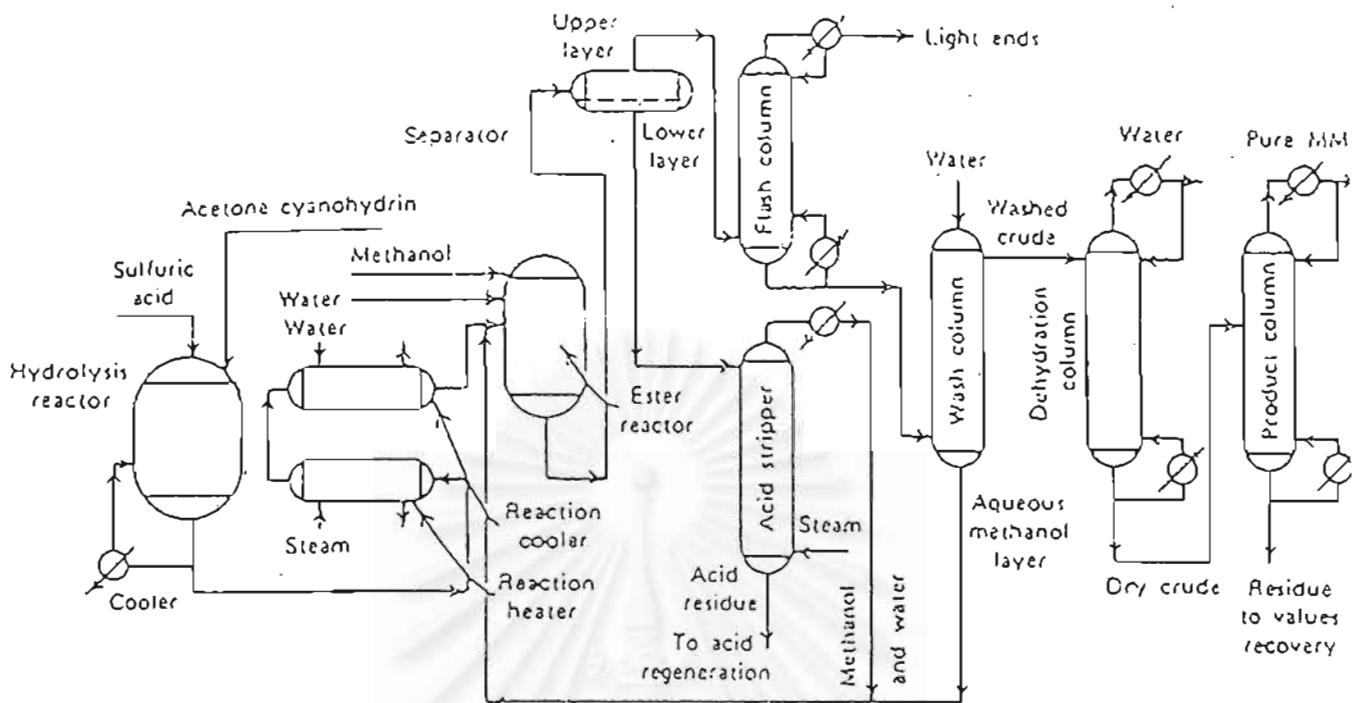 Upper
layer
Light ends
Separator
Lower
layer
Flash column
Water
Water
Pure MM
Washed
crude
Acetone cyanohydrin
Methanol
Sulfuric
acid
Water
Water
Hydrolysis
reactor
Ester
reactor
Acid stripper
Wash column
Dehydration
column
Product column
Steam
Reaction
cooler
Steam
Aqueous
methanol
layer
Cooler
Reaction
heater
Acid
residue
Dry crude
Residue
to values
recovery
To acid
regeneration
Methanol
and water